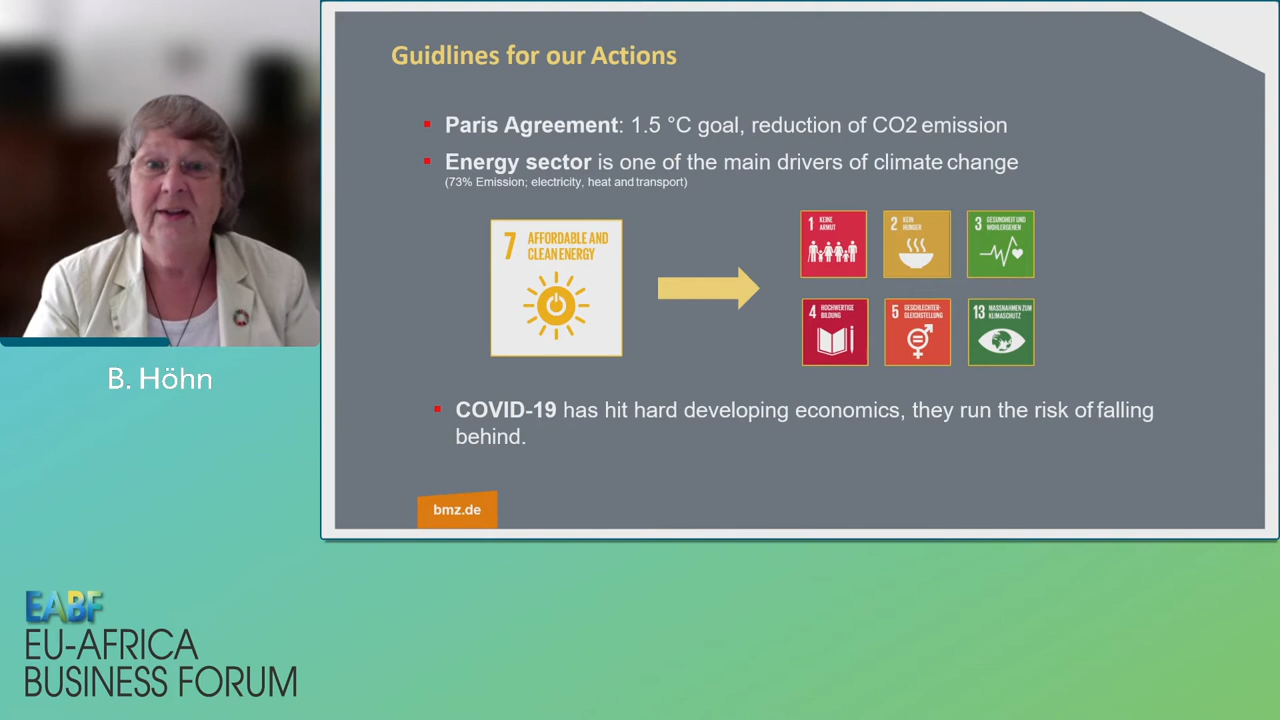 Guidlines for our Actions
Paris Agreement: 1.5 °C goal, reduction of CO2 emission
Energy sector is one of the main drivers of climate change
(73% Emission; electricity, heat and transport)
7 AFFORDABLE AND
CLEAN ENERGY
1 KEINE
ARMUT
2 KEIN
HUNGER
3 GESUNDHEIT UND
WOHLERGEHEN
4 HOCHWERTIGE
BILDUNG
5 GESCHLECHTER-
GLEICHSTELLUNG
13 MASSNAHMEN ZUM
KLIMASCHUTZ
COVID-19 has hit hard developing economics, they run the risk of falling
behind.
bmz.de
B. Höhn
EABF
EU-AFRICA
BUSINESS FORUM